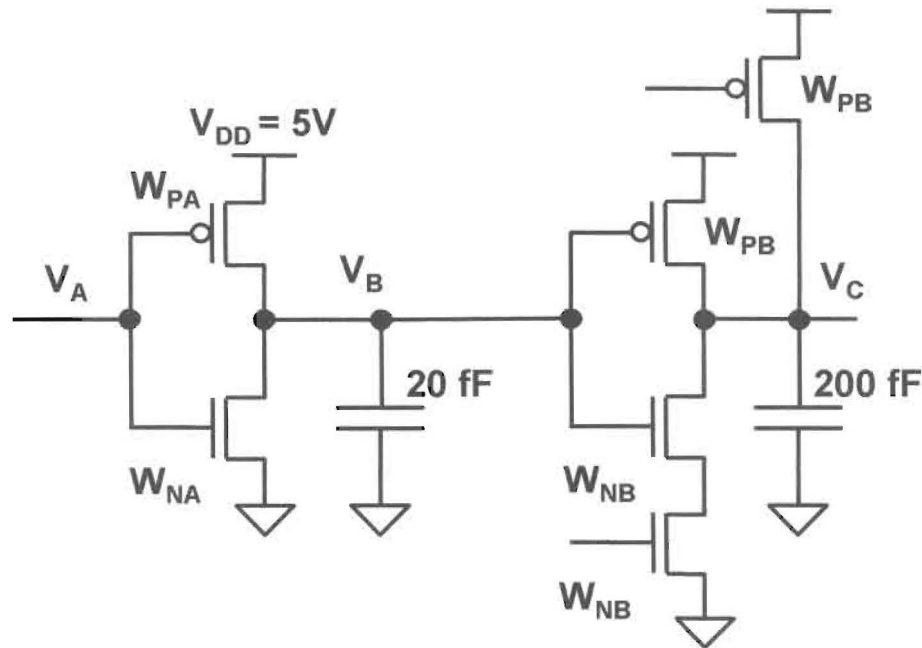 W_PB
V_DD = 5V
W_PA
W_PB
V_A
V_B
V_C
20 fF
200 fF
W_NA
W_NB
W_NB